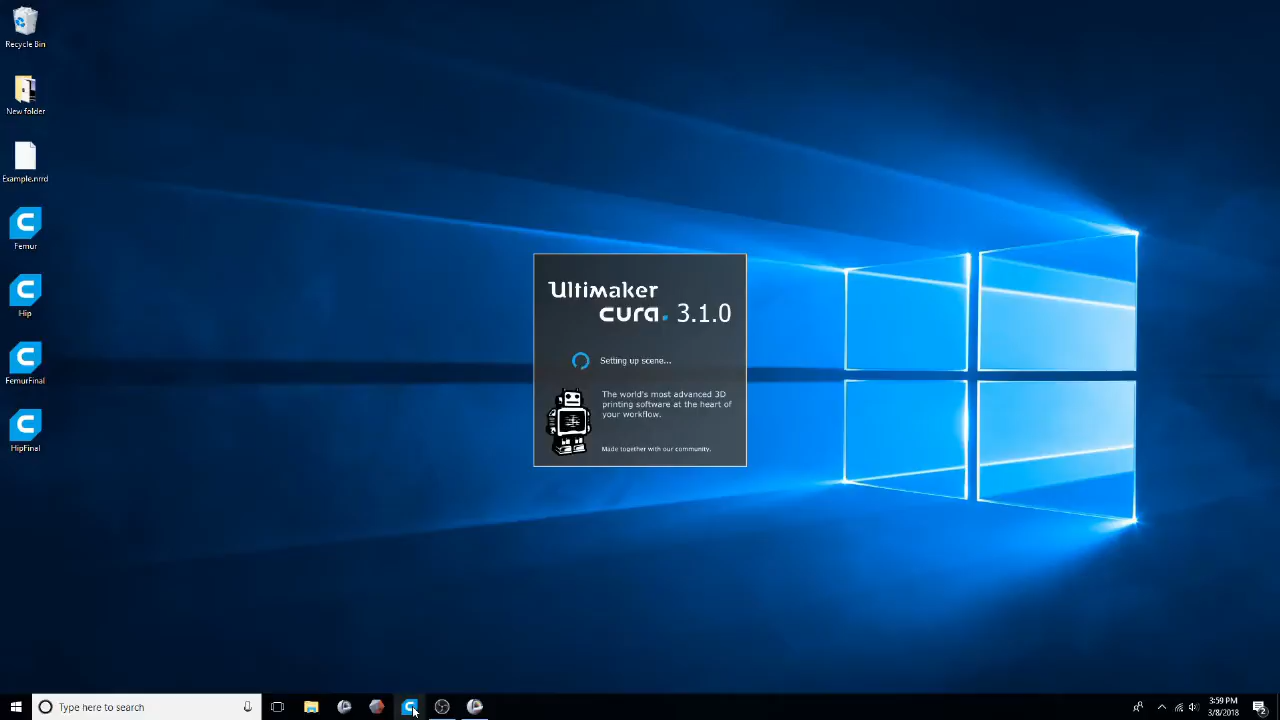 Recycle Bin
New folder
Example.nrrd
Femur
Hip
FemurFinal
HipFinal
Ultimaker
cura. 3.1.0
Setting up scene...
The world's most advanced 3D
printing software at the heart of
your workflow.
Made together with our community.
Type here to search
3:59 PM
3/8/2018
2